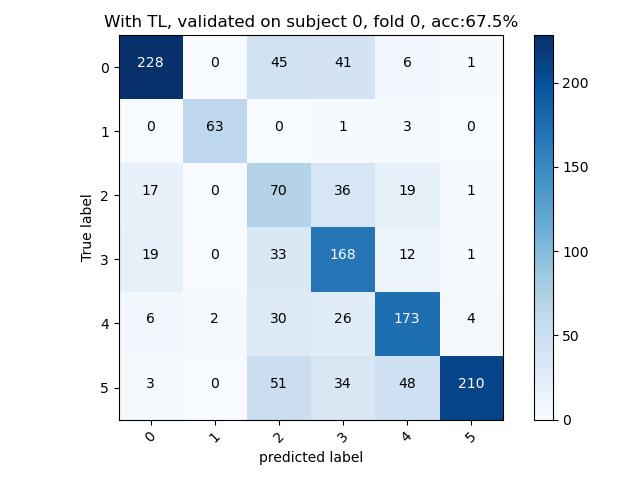 With TL, validated on subject 0, fold 0, acc:67.5%
0 228 0 45 41 6 1
1 0 63 0 1 3 0
2 17 0 70 36 19 1
3 19 0 33 168 12 1
4 6 2 30 26 173 4
5 3 0 51 34 48 210
0 1 2 3 4 5
True label
predicted label
200
150
100
50
0